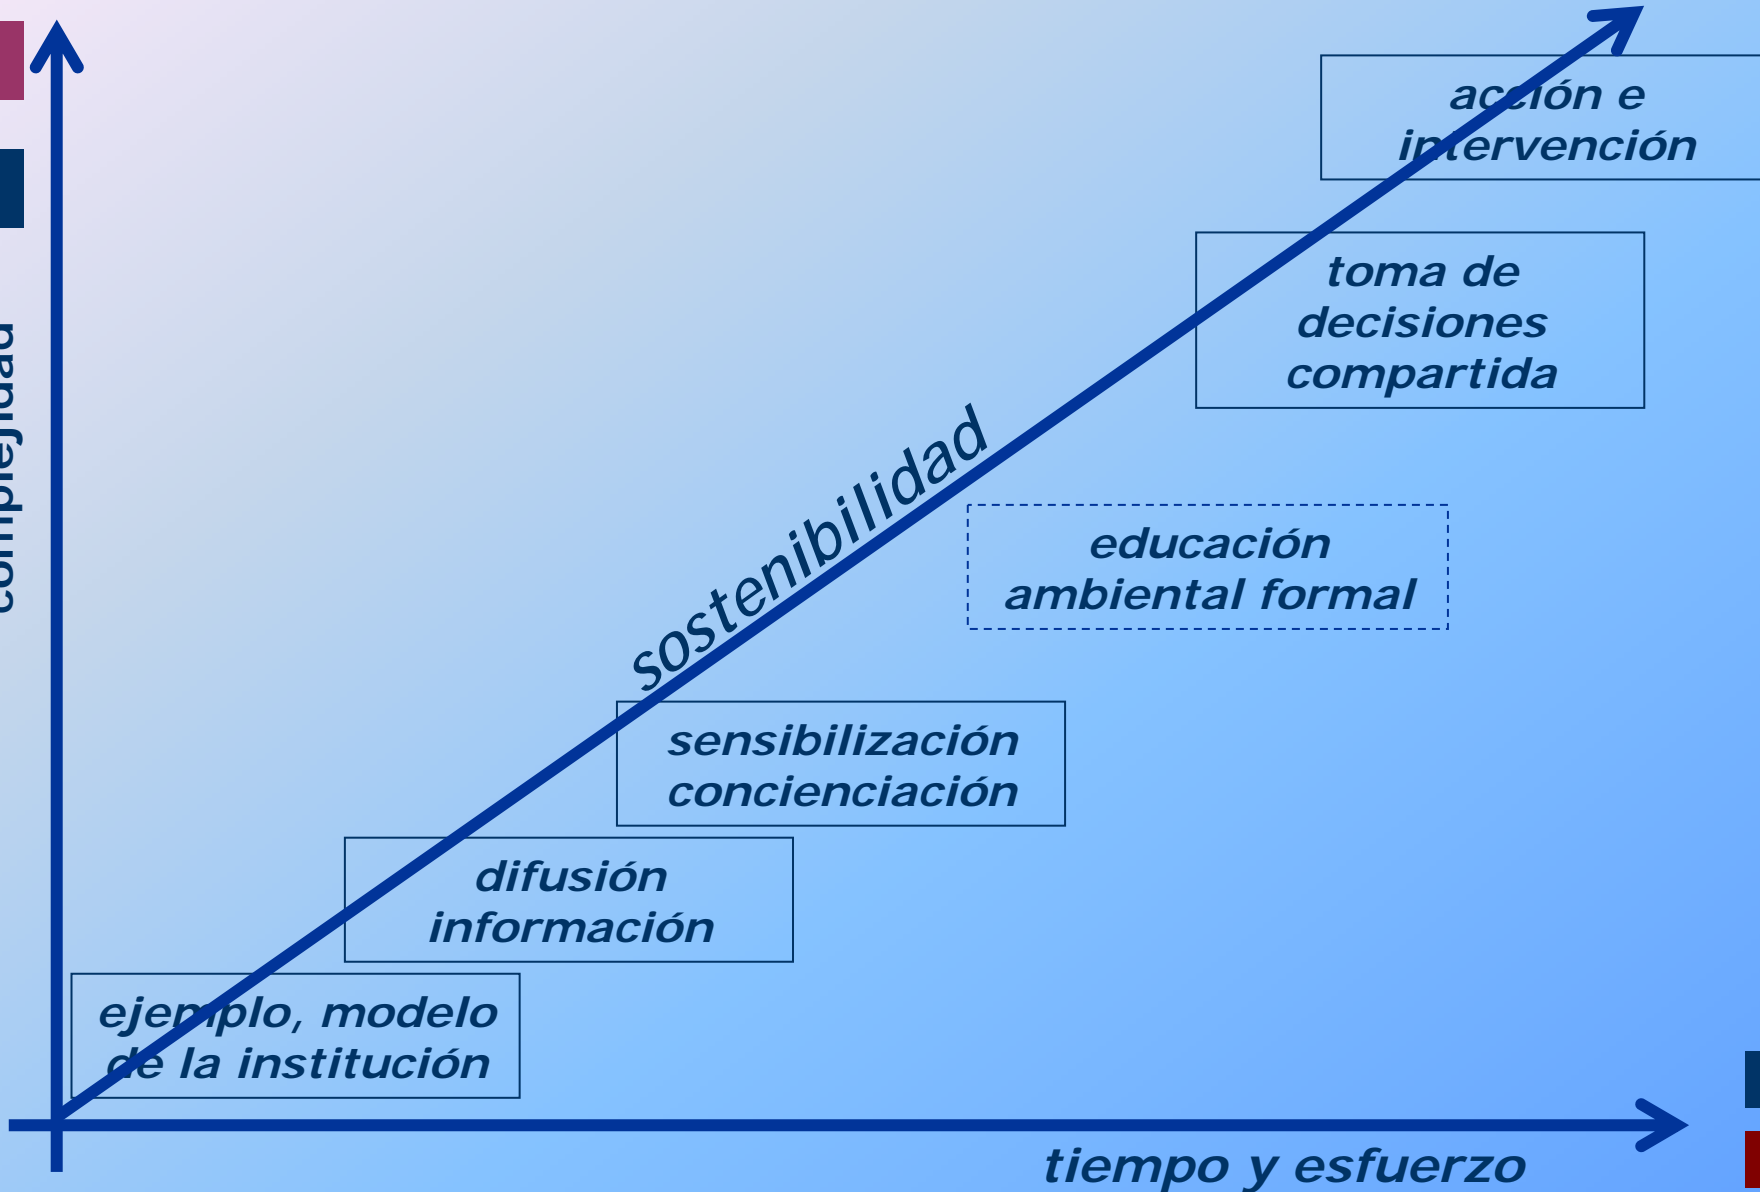 acción e
intervención
toma de
decisiones
compartida
complejidad
sostenibilidad
educación
ambiental formal
sensibilización
concienciación
difusión
información
ejemplo, modelo
de la institución
tiempo y esfuerzo